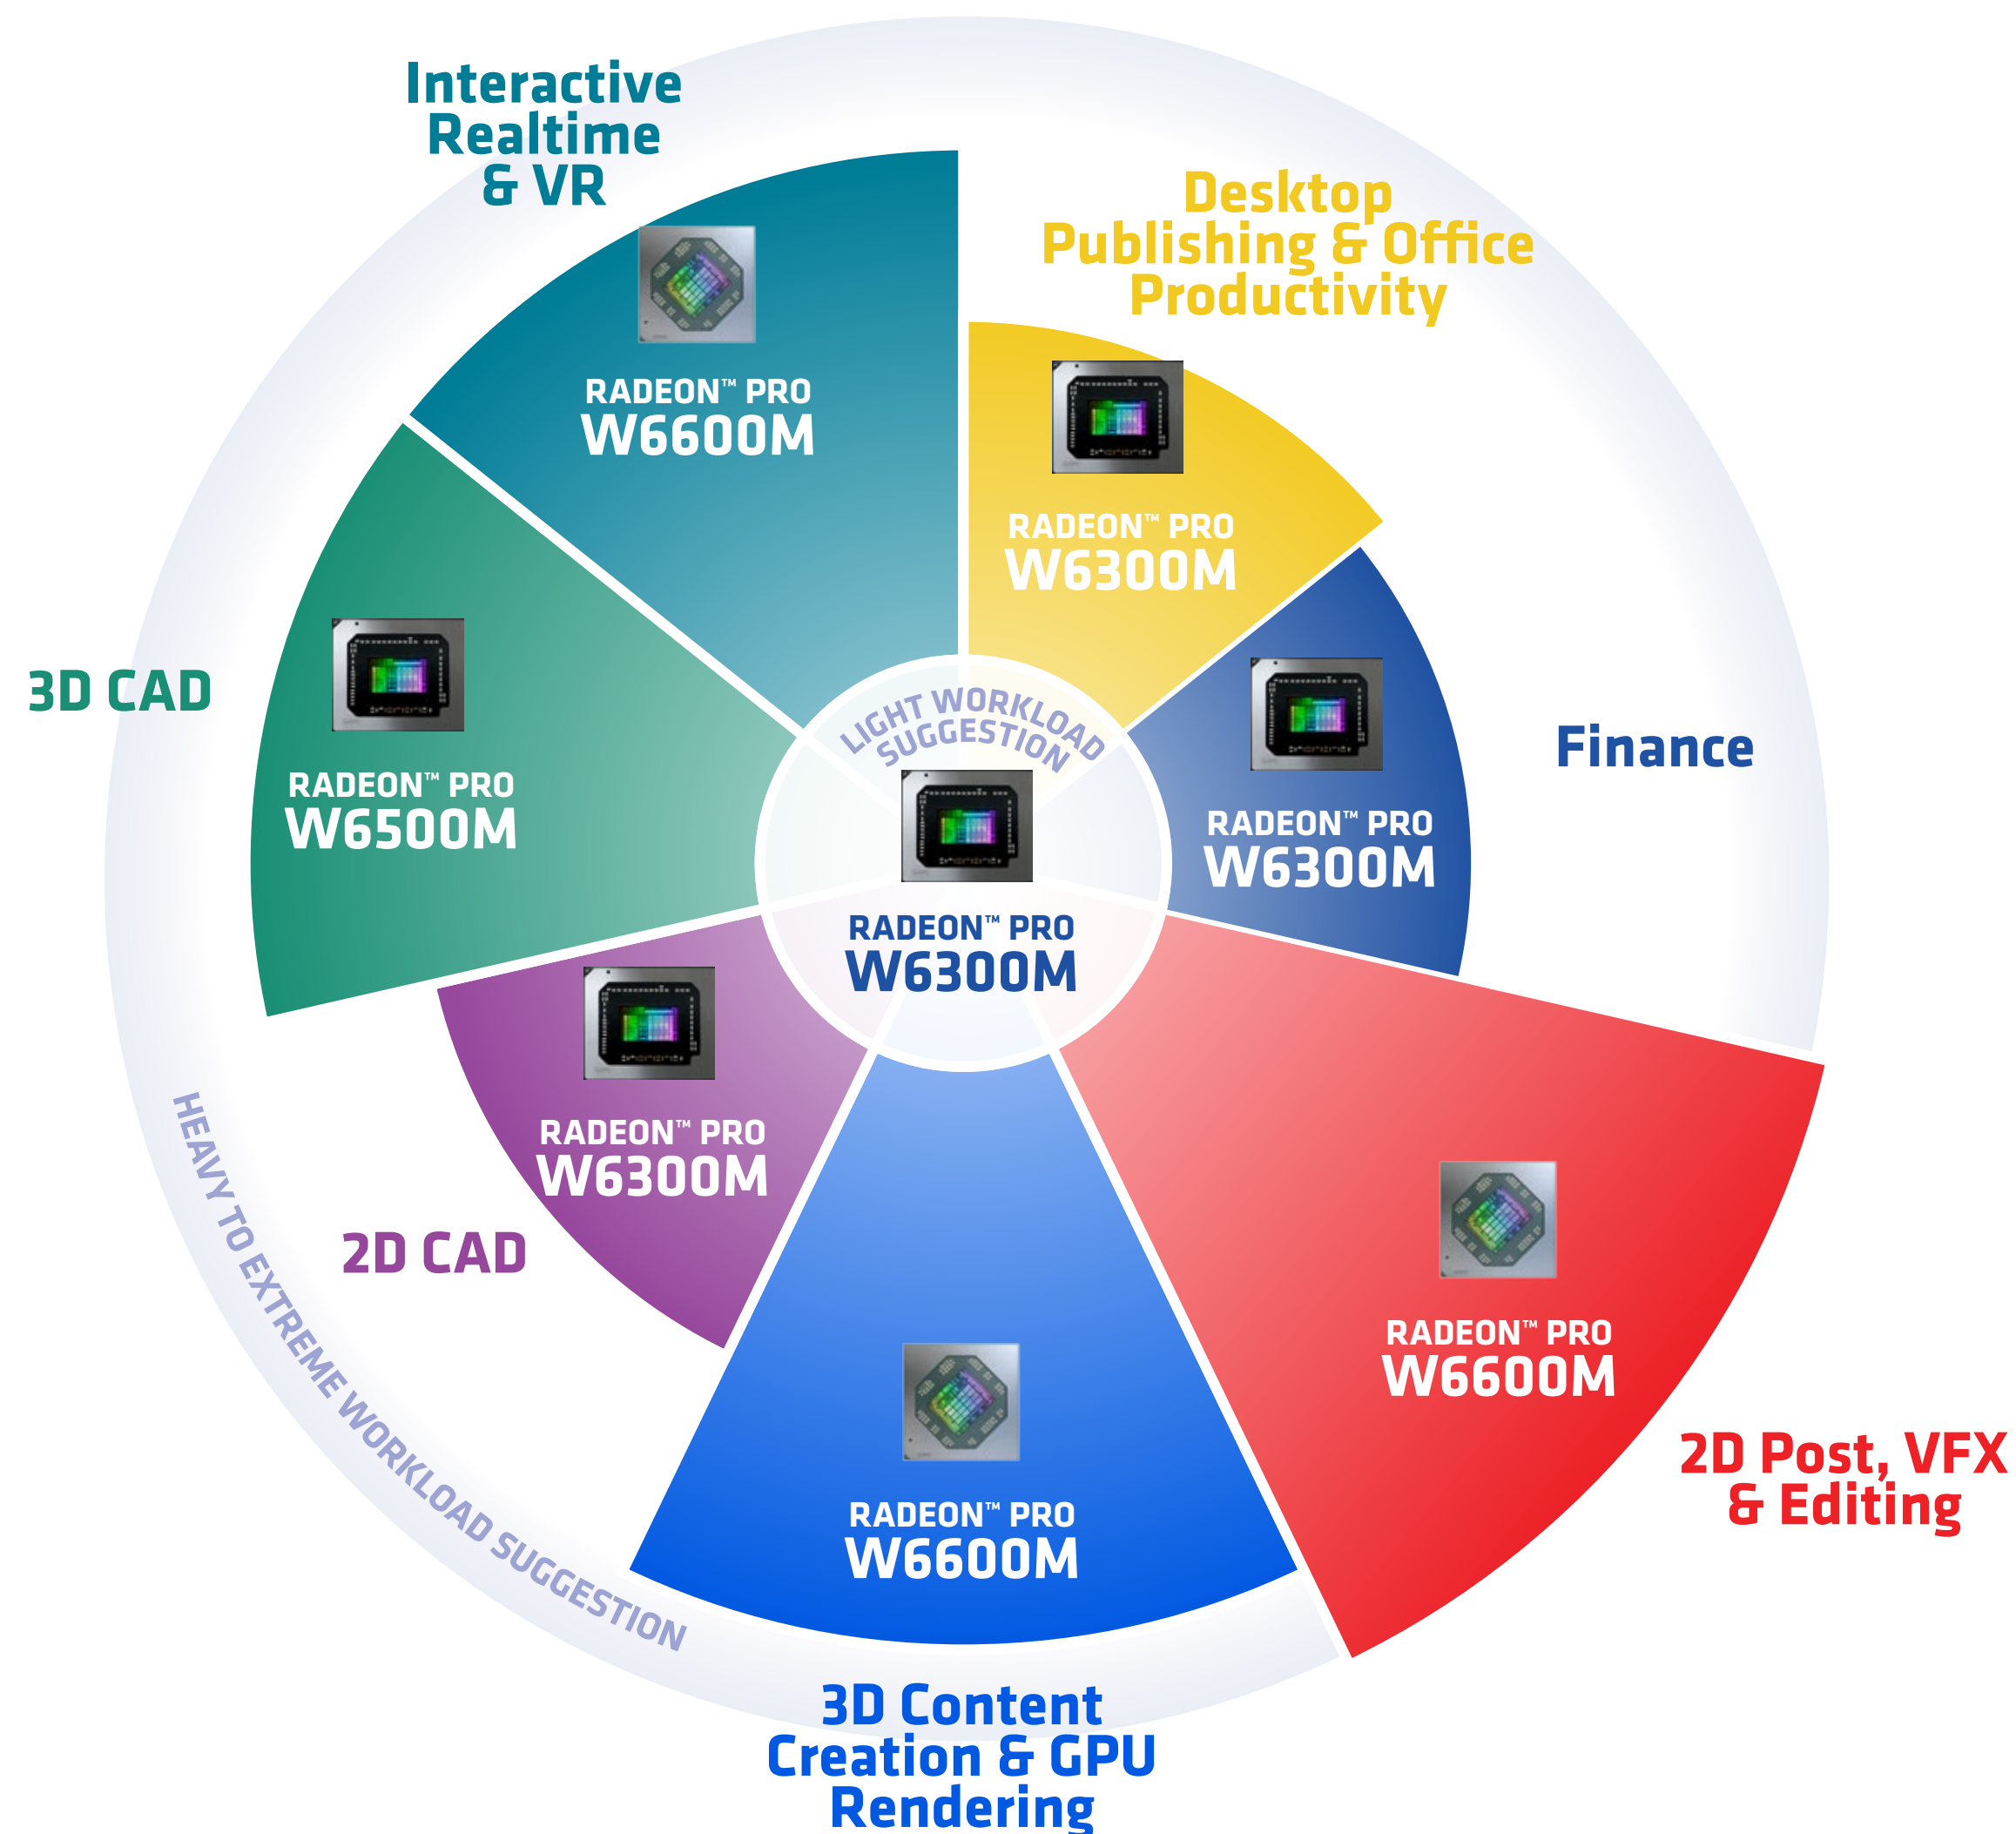 Interactive
Realtime
& VR
RADEON™ PRO
W6600M
Desktop
Publishing & Office
Productivity
RADEON™ PRO
W6300M
Finance
RADEON™ PRO
W6300M
3D CAD
RADEON™ PRO
W6500M
LIGHT WORKLOAD
SUGGESTION
RADEON™ PRO
W6300M
2D CAD
RADEON™ PRO
W6300M
HEAVY TO EXTREME WORKLOAD SUGGESTION
RADEON™ PRO
W6600M
3D Content
Creation & GPU
Rendering
RADEON™ PRO
W6600M
2D Post, VFX
& Editing